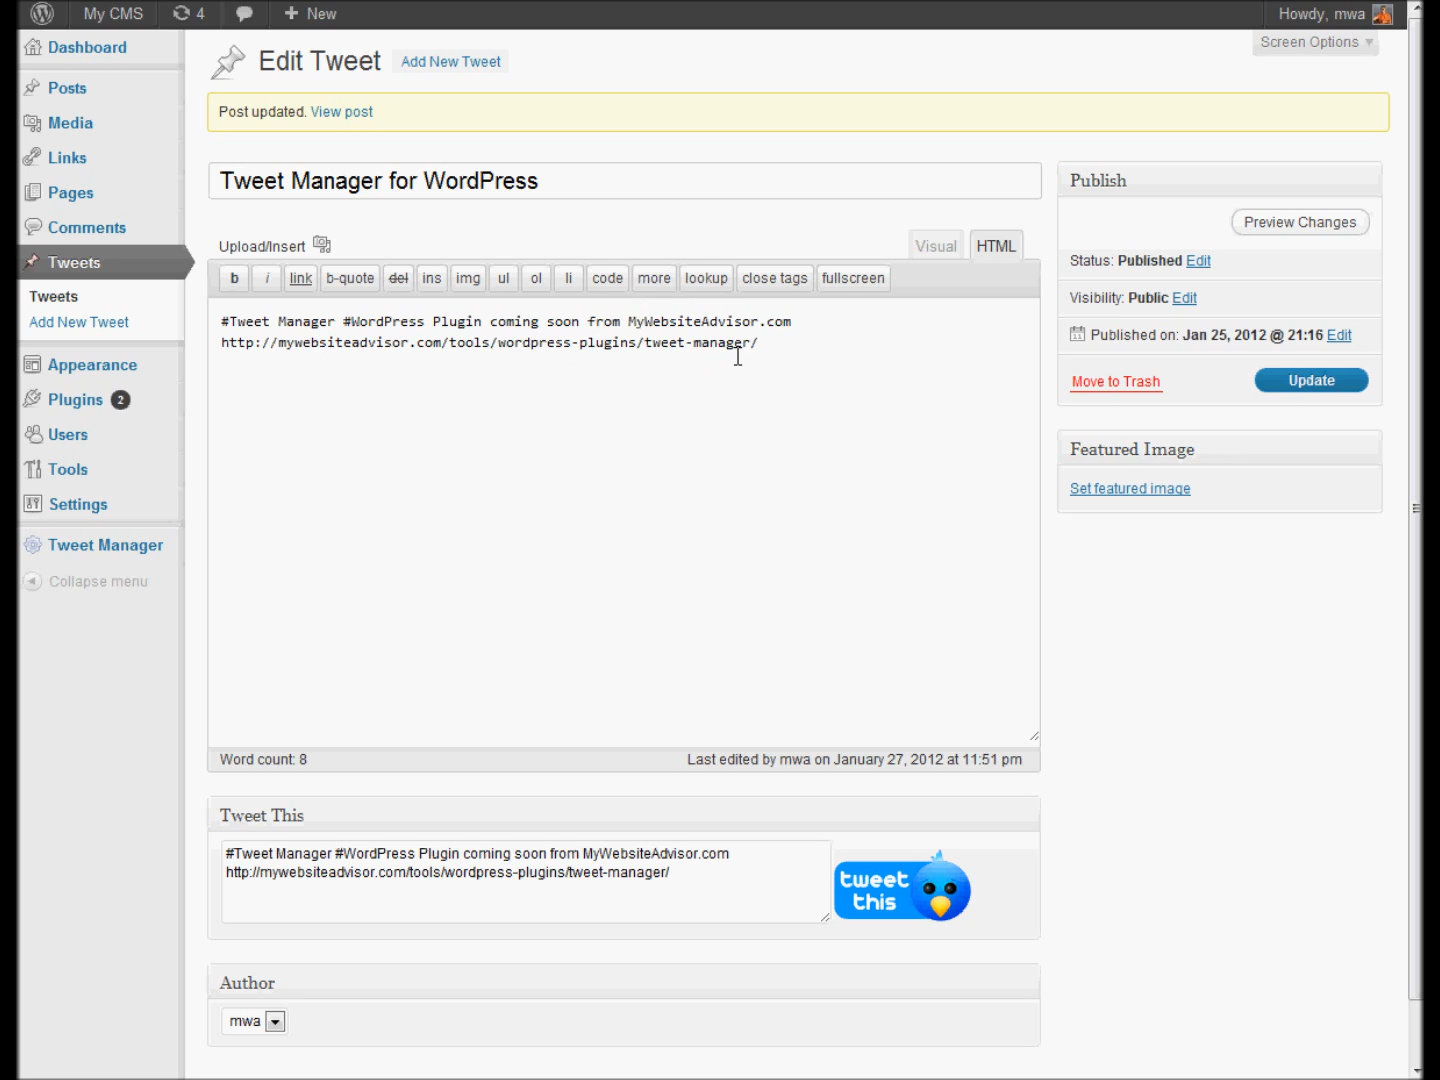 My CMS
4
New
Howdy, mwa
Dashboard
Posts
Media
Links
Pages
Comments
Tweets
Tweets
Add New Tweet
Appearance
Plugins 2
Users
Tools
Settings
Tweet Manager
Collapse menu
Screen Options
Edit Tweet
Add New Tweet
Post updated. View post
Tweet Manager for WordPress
Upload/Insert
Visual
HTML
b
i
link
b-quote
del
ins
img
ul
ol
li
code
more
lookup
close tags
fullscreen
#Tweet Manager #WordPress Plugin coming soon from MyWebsiteAdvisor.com
http://mywebsiteadvisor.com/tools/wordpress-plugins/tweet-manager/
Word count: 8
Last edited by mwa on January 27, 2012 at 11:51 pm
Tweet This
#Tweet Manager #WordPress Plugin coming soon from MyWebsiteAdvisor.com
http://mywebsiteadvisor.com/tools/wordpress-plugins/tweet-manager/
tweet
this
Author
mwa
Publish
Preview Changes
Status: Published Edit
Visibility: Public Edit
Published on: Jan 25, 2012 @ 21:16 Edit
Move to Trash
Update
Featured Image
Set featured image